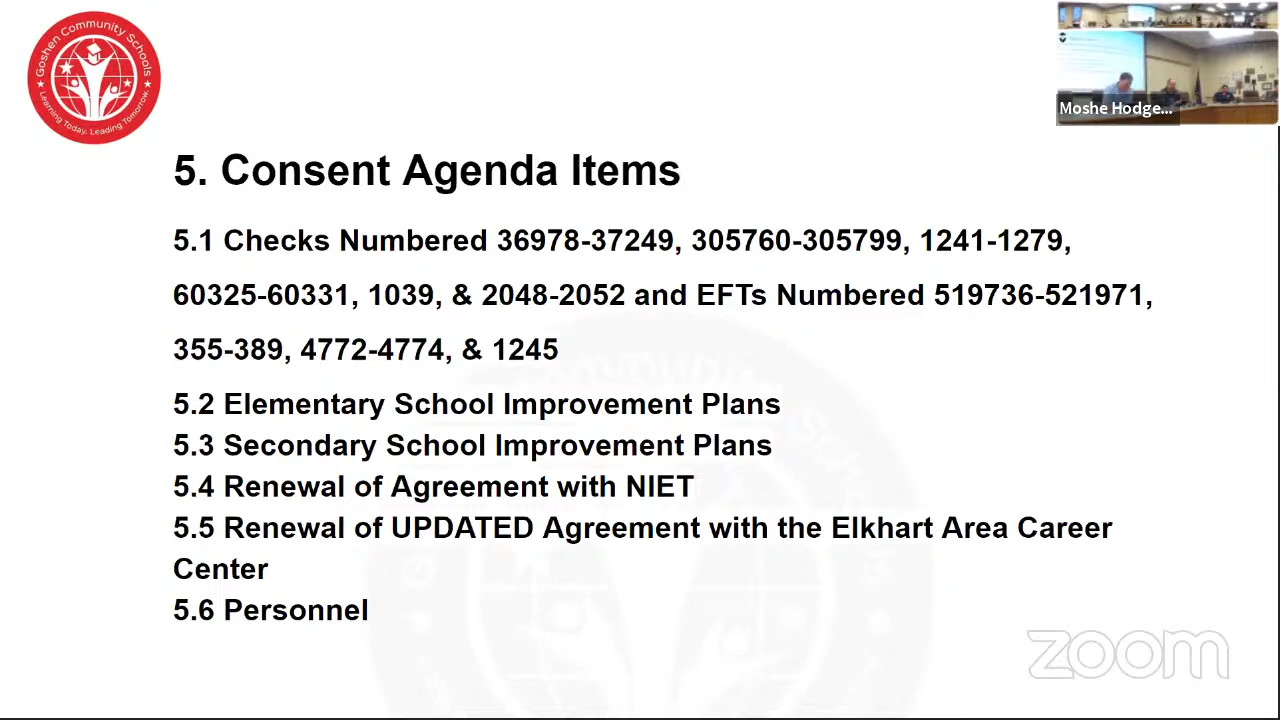 Goshen Community Schools
Learning Today. Leading Tomorrow.
Moshe Hodge...
5. Consent Agenda Items
5.1 Checks Numbered 36978-37249, 305760-305799, 1241-1279,
60325-60331, 1039, & 2048-2052 and EFTs Numbered 519736-521971,
355-389, 4772-4774, & 1245
5.2 Elementary School Improvement Plans
5.3 Secondary School Improvement Plans
5.4 Renewal of Agreement with NIET
5.5 Renewal of UPDATED Agreement with the Elkhart Area Career
Center
5.6 Personnel
zoom